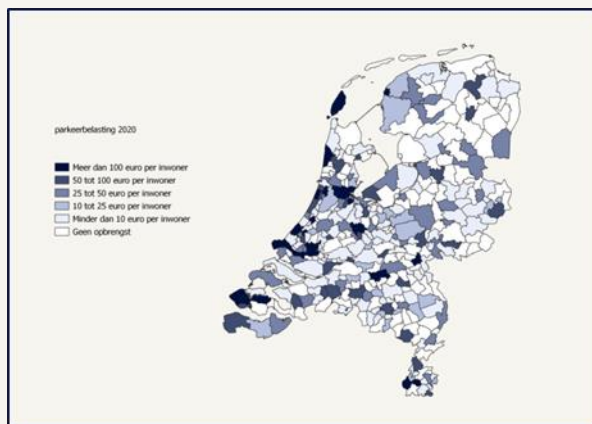 parkeerbelasting 2020
Meer dan 100 euro per inwoner
50 tot 100 euro per inwoner
25 tot 50 euro per inwoner
10 tot 25 euro per inwoner
Minder dan 10 euro per inwoner
Geen opbrengst